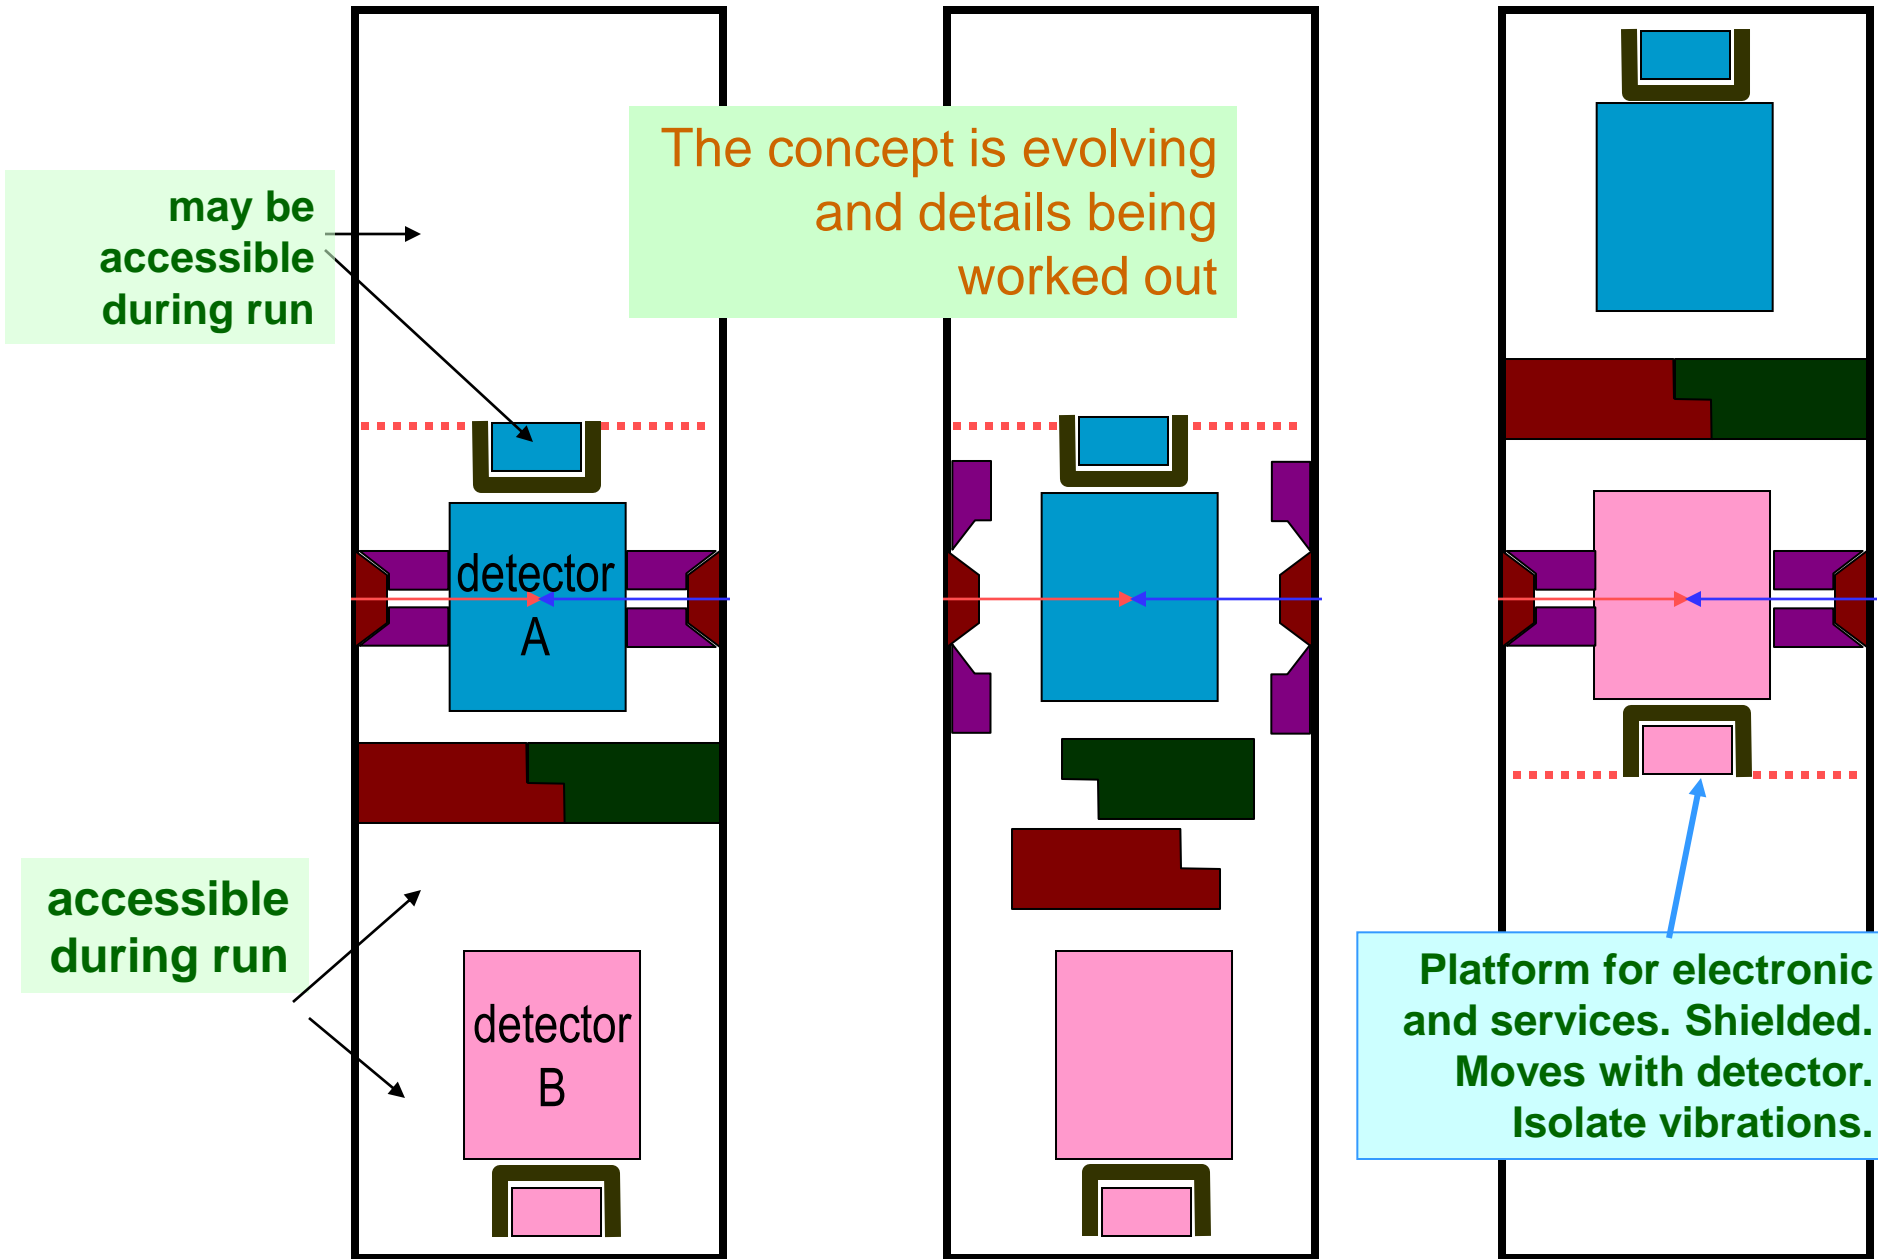 The concept is evolving
and details being
worked out
may be
accessible
during run
detector
A
accessible
during run
detector
B
Platform for electronic
and services. Shielded.
Moves with detector.
Isolate vibrations.